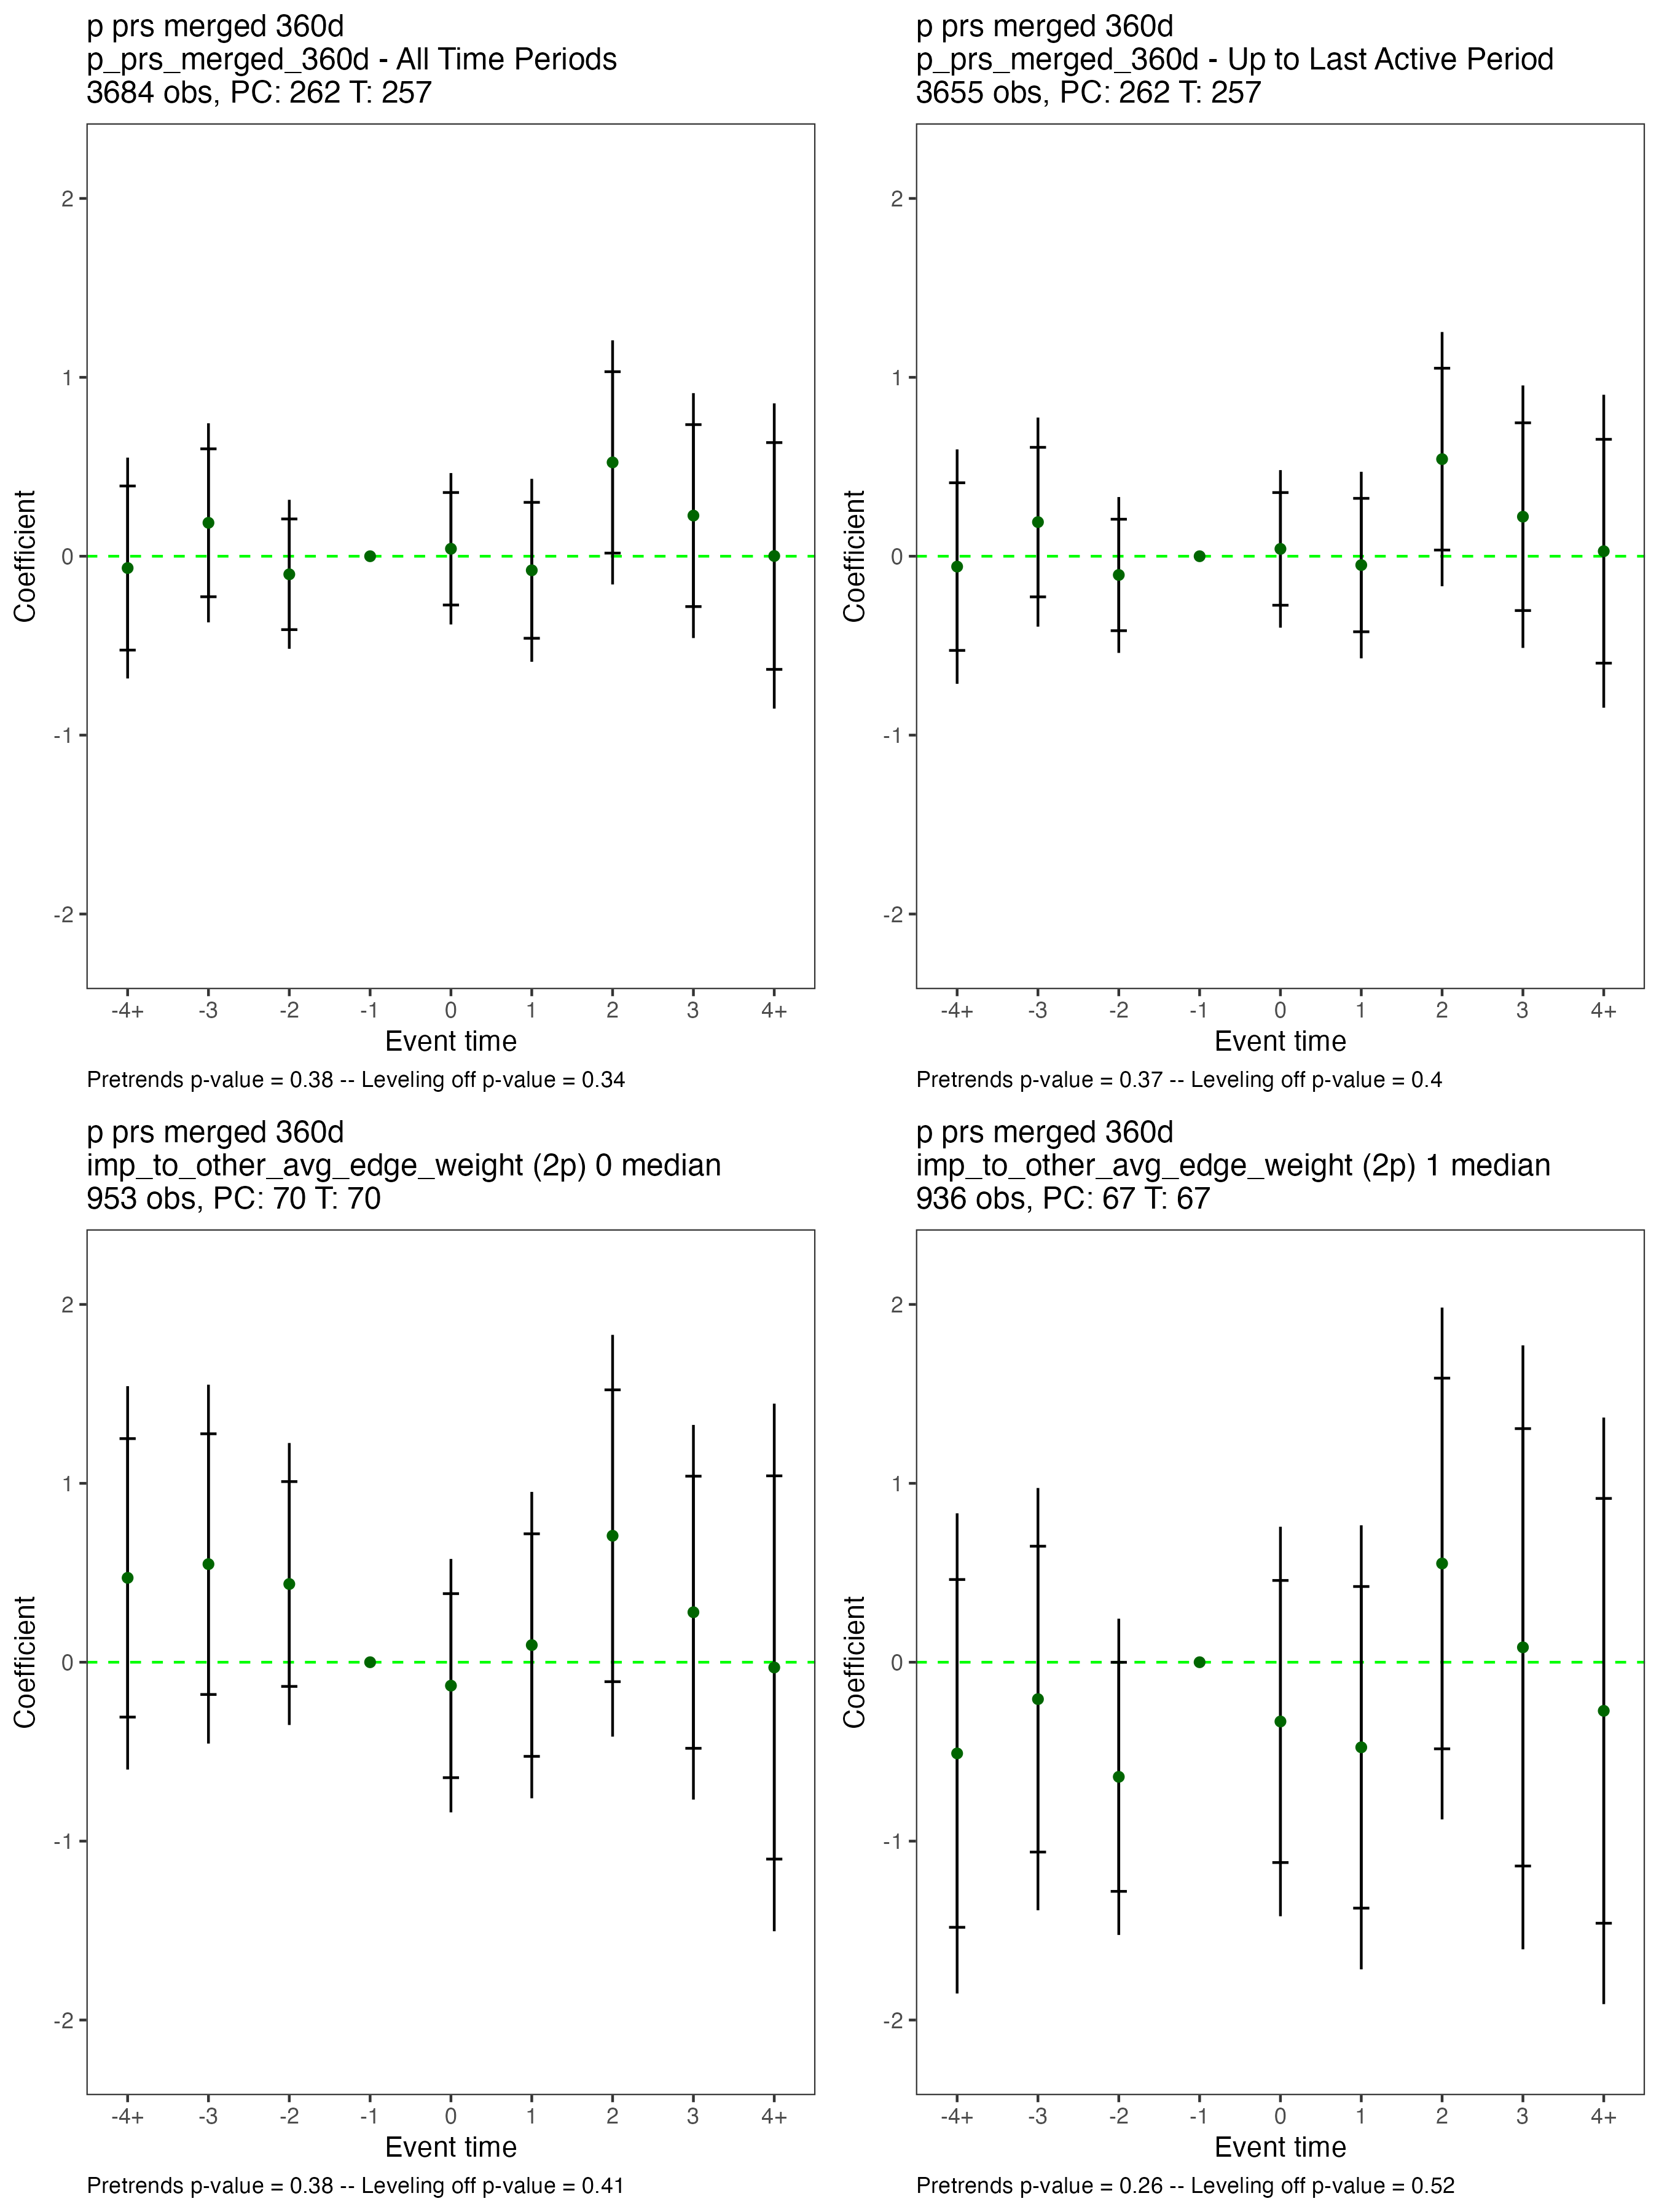 p prs merged 360d
p_prs_merged_360d - All Time Periods
3684 obs, PC: 262 T: 257
Coefficient
2
1
0
-1
-2
-4+ -3 -2 -1 0 1 2 3 4+
Event time
Pretrends p-value = 0.38 -- Leveling off p-value = 0.34
p prs merged 360d
p_prs_merged_360d - Up to Last Active Period
3655 obs, PC: 262 T: 257
Coefficient
2
1
0
-1
-2
-4+ -3 -2 -1 0 1 2 3 4+
Event time
Pretrends p-value = 0.37 -- Leveling off p-value = 0.4
p prs merged 360d
imp_to_other_avg_edge_weight (2p) 0 median
953 obs, PC: 70 T: 70
Coefficient
2
1
0
-1
-2
-4+ -3 -2 -1 0 1 2 3 4+
Event time
Pretrends p-value = 0.38 -- Leveling off p-value = 0.41
p prs merged 360d
imp_to_other_avg_edge_weight (2p) 1 median
936 obs, PC: 67 T: 67
Coefficient
2
1
0
-1
-2
-4+ -3 -2 -1 0 1 2 3 4+
Event time
Pretrends p-value = 0.26 -- Leveling off p-value = 0.52